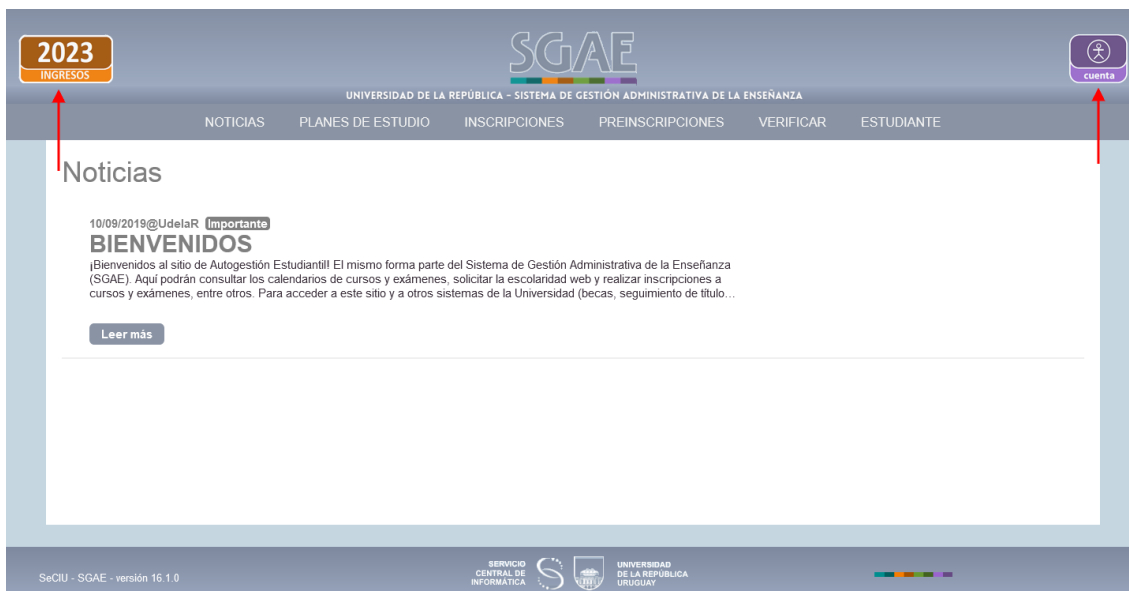 2023
INGRESOS
SGAE
cuenta
UNIVERSIDAD DE LA REPÚBLICA - SISTEMA DE GESTIÓN ADMINISTRATIVA DE LA ENSEÑANZA
NOTICIAS PLANES DE ESTUDIO INSCRIPCIONES PREINSCRIPCIONES VERIFICAR ESTUDIANTE
Noticias
10/09/2019@UdelaR Importante
BIENVENIDOS
¡Bienvenidos al sitio de Autogestión Estudiantil! El mismo forma parte del Sistema de Gestión Administrativa de la Enseñanza
(SGAE). Aquí podrán consultar los calendarios de cursos y exámenes, solicitar la escolaridad web y realizar inscripciones a
cursos y exámenes, entre otros. Para acceder a este sitio y a otros sistemas de la Universidad (becas, seguimiento de título...
Leer más
SeCIU - SGAE - versión 16.1.0
SERVICIO
CENTRAL DE
INFORMÁTICA
UNIVERSIDAD
DE LA REPÚBLICA
URUGUAY